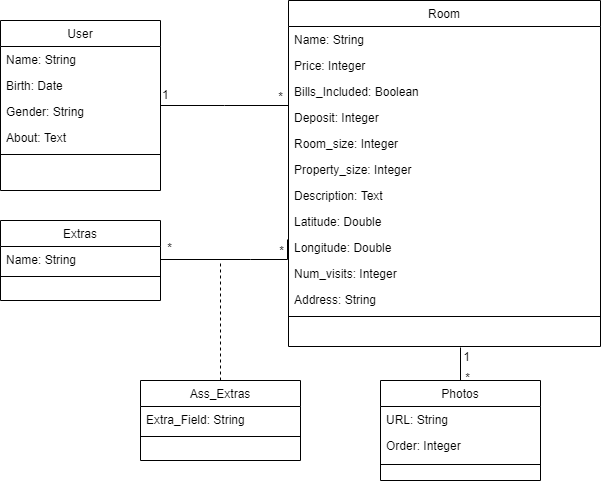 User
Name: String
Birth: Date
Gender: String
About: Text
1
*
Room
Name: String
Price: Integer
Bills_Included: Boolean
Deposit: Integer
Room_size: Integer
Property_size: Integer
Description: Text
Latitude: Double
Longitude: Double
Num_visits: Integer
Address: String
Extras
Name: String
*
*
Ass_Extras
Extra_Field: String
1
*
Photos
URL: String
Order: Integer